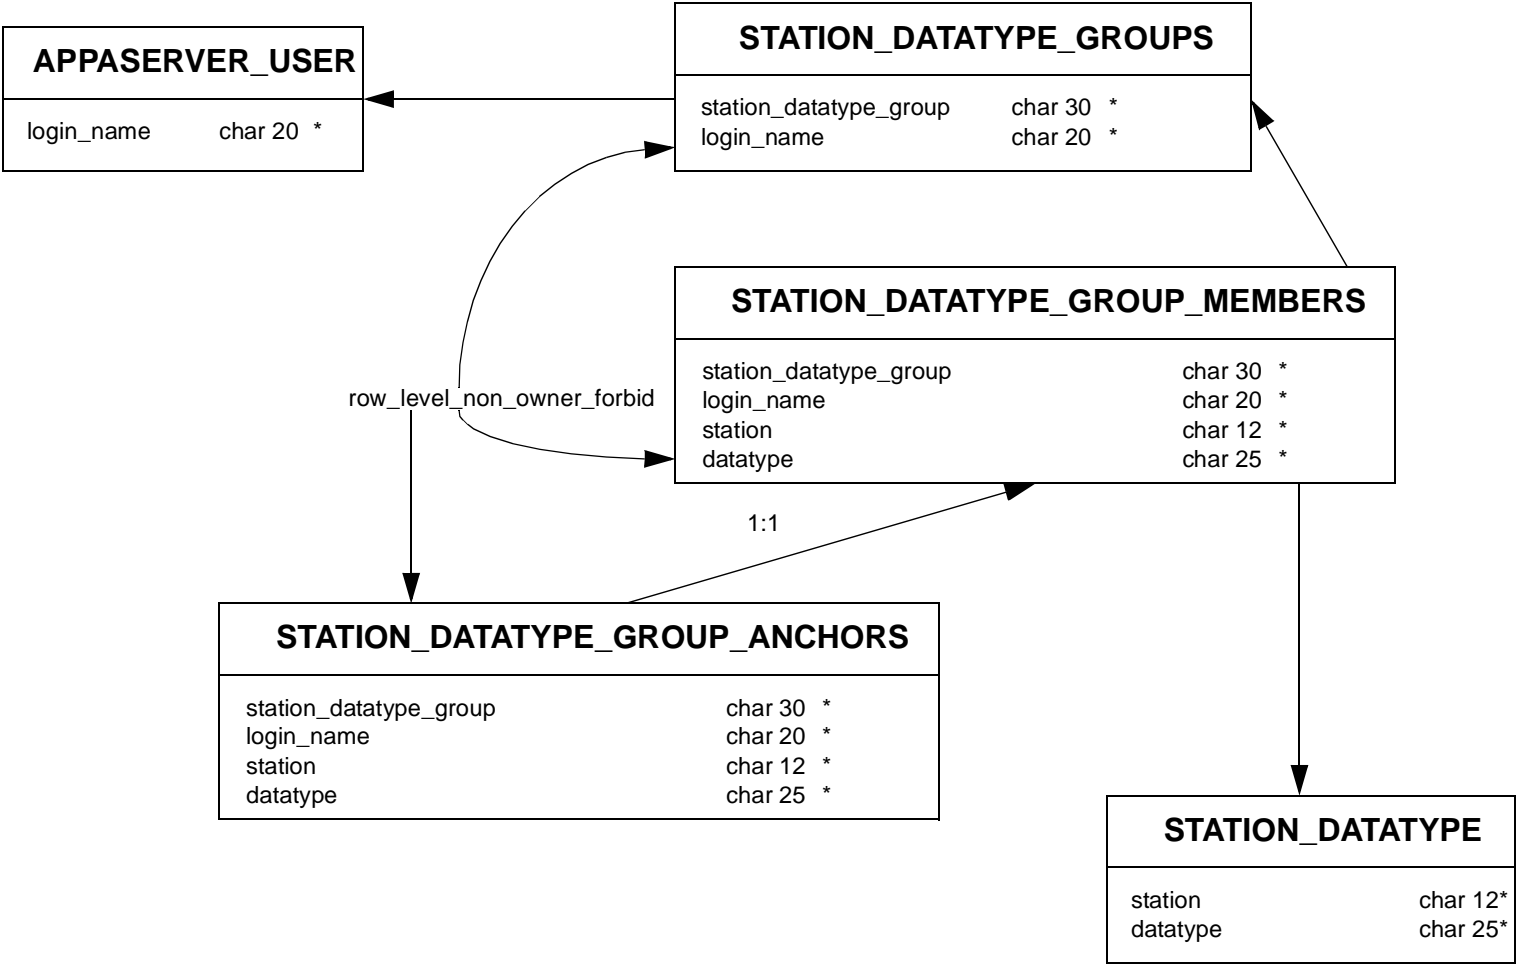 APPASERVER_USER
login_name char 20 *
STATION_DATATYPE_GROUPS
station_datatype_group char 30 *
login_name char 20 *
STATION_DATATYPE_GROUP_MEMBERS
station_datatype_group char 30 *
login_name char 20 *
station char 12 *
datatype char 25 *
row_level_non_owner_forbid
1:1
STATION_DATATYPE_GROUP_ANCHORS
station_datatype_group char 30 *
login_name char 20 *
station char 12 *
datatype char 25 *
STATION_DATATYPE
station char 12*
datatype char 25*